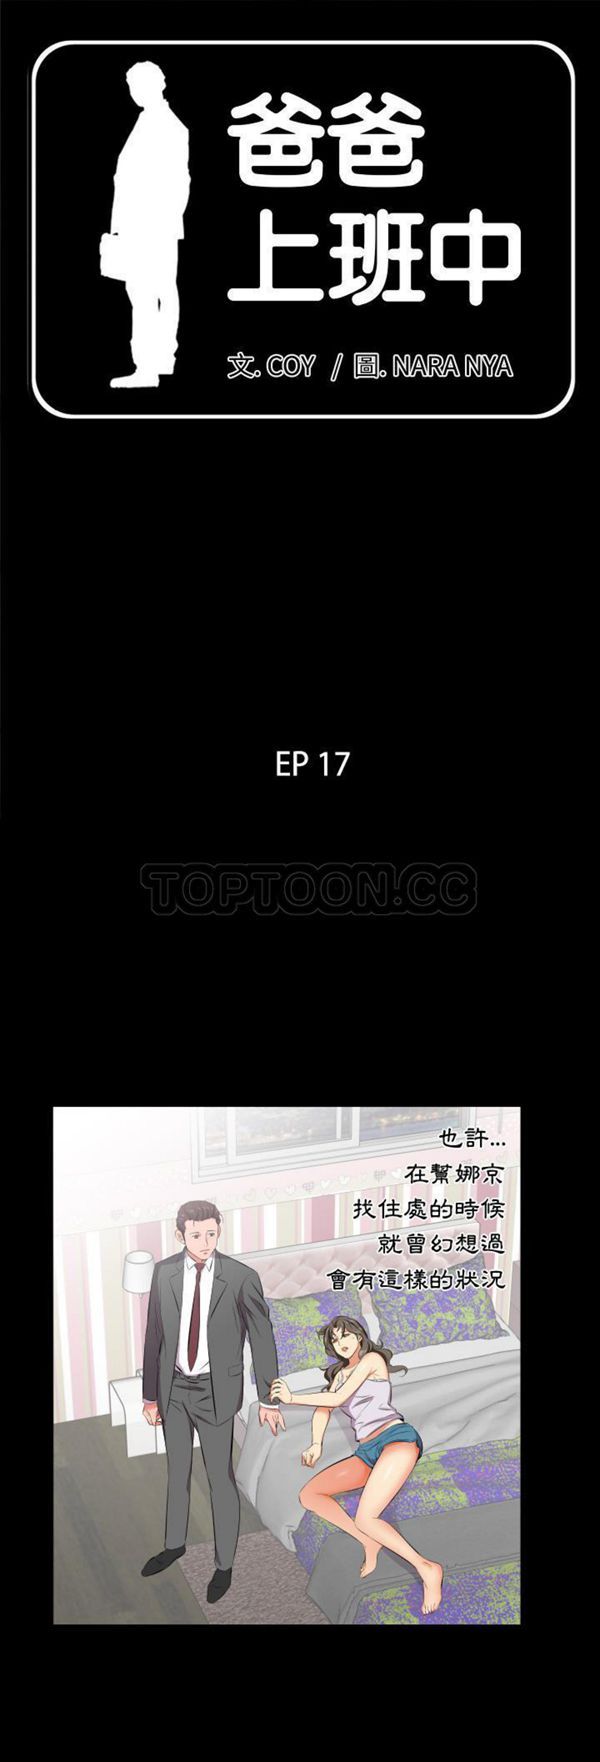 爸爸
上班中
文. COY / 圖. NARA NYA
EP 17
TOPTOON.CC
也許...
在幫娜京
找住處的時候
就曾幻想過
會有這樣的狀況